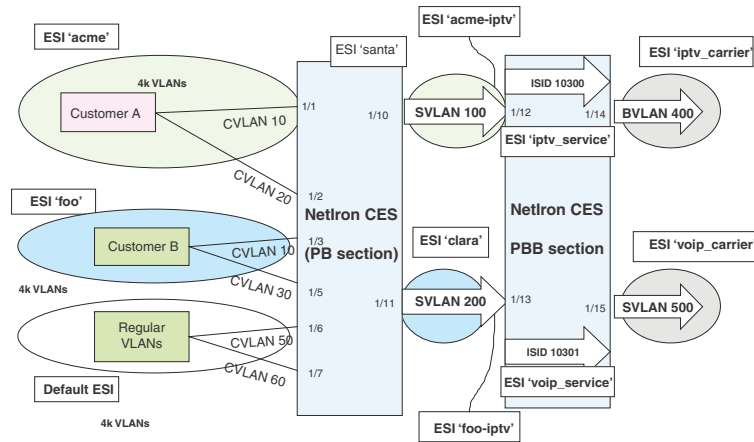 ESI 'acme'
4k VLANs
Customer A
CVLAN 10
CVLAN 20
ESI 'foo'
Customer B
CVLAN 10
CVLAN 30
4k VLANs
Regular
VLANs
CVLAN 50
CVLAN 60
Default ESI
4k VLANs
ESI 'santa'
1/1
1/10
1/2
NetIron CES
(PB section)
1/3
1/5
1/11
1/6
1/7
ESI 'acme-iptv'
SVLAN 100
ESI 'clara'
SVLAN 200
ESI 'foo-iptv'
ISID 10300
1/12
1/14
ESI 'iptv_service'
NetIron CES
PBB section
1/13
1/15
ISID 10301
ESI 'voip_service'
ESI 'iptv_carrier'
BVLAN 400
ESI 'voip_carrier'
SVLAN 500